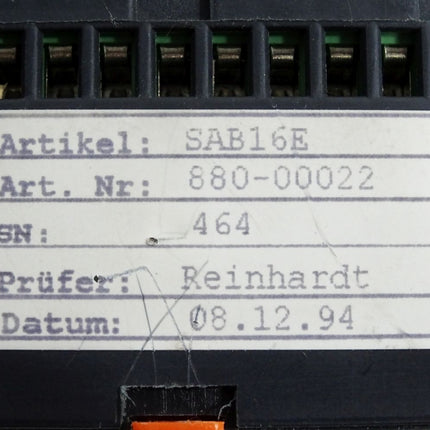 Artikel: SAB16E
Art. Nr: 880-00022
SN: 464
Prüfer: Reinhardt
Datum: 08.12.94